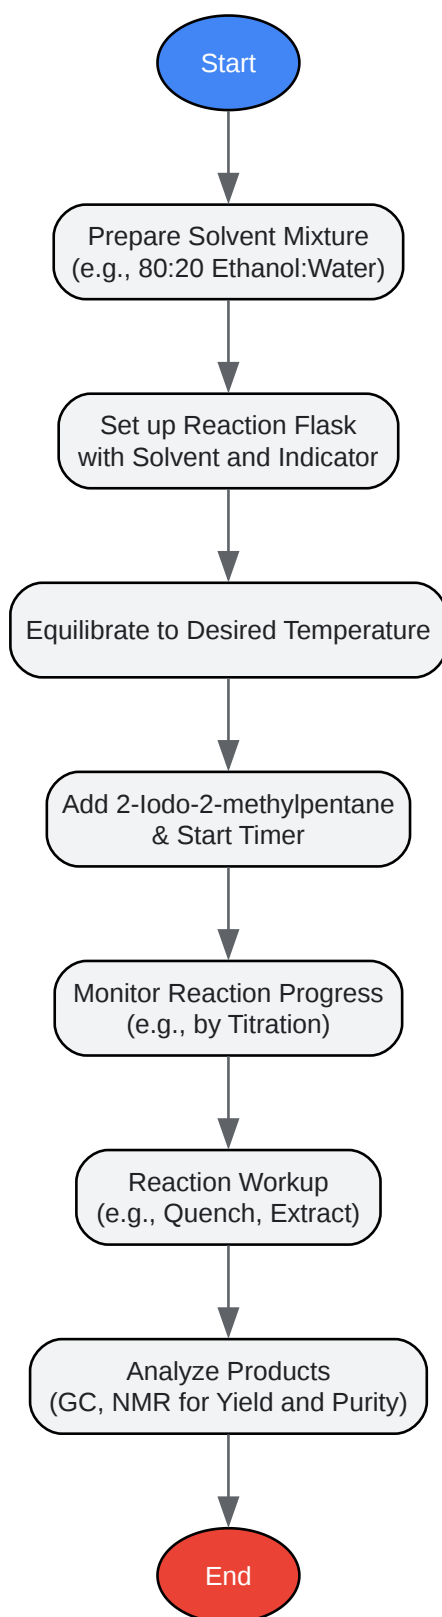 Start
Prepare Solvent Mixture
(e.g., 80:20 Ethanol:Water)
Set up Reaction Flask
with Solvent and Indicator
Equilibrate to Desired Temperature
Add 2-Iodo-2-methylpentane
& Start Timer
Monitor Reaction Progress
(e.g., by Titration)
Reaction Workup
(e.g., Quench, Extract)
Analyze Products
(GC, NMR for Yield and Purity)
End